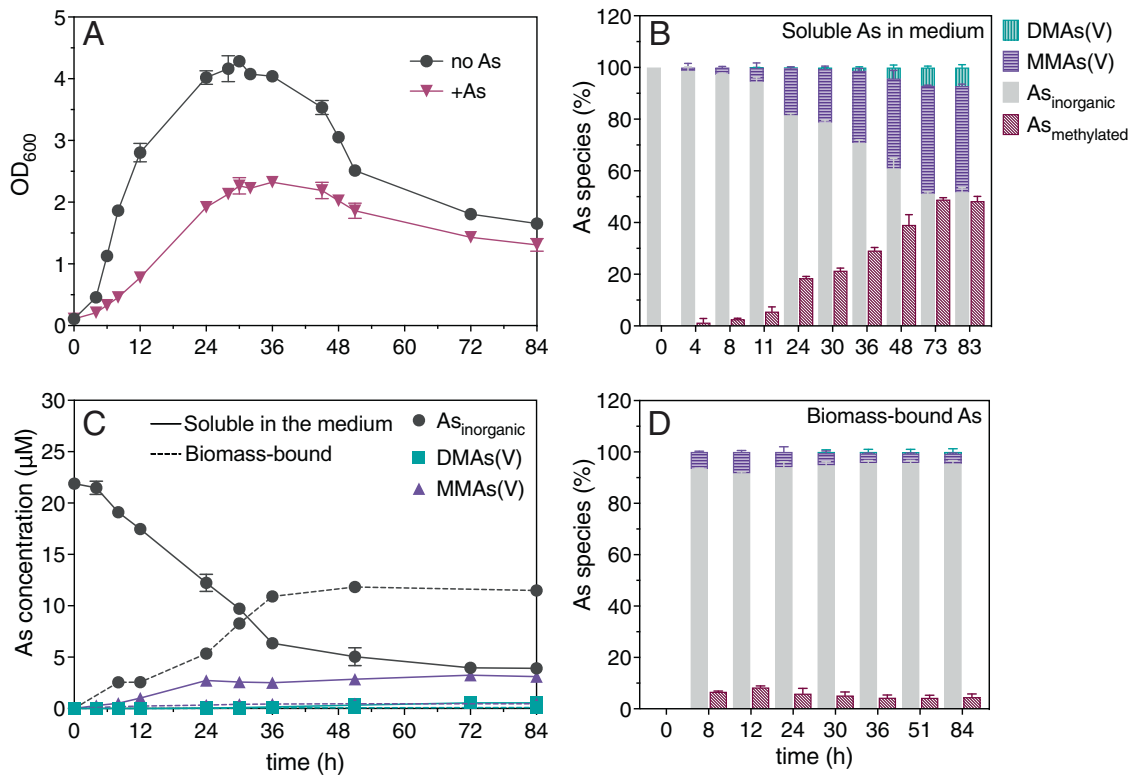 A
no As
+As
OD600
5
4
3
2
1
0
0 12 24 36 48 60 72 84
B
Soluble As in medium
As species (%)
120
100
80
60
40
20
0
0 4 8 11 24 30 36 48 73 83
DMAs(V)
MMAs(V)
Asinorganic
Asmethylated
C
Soluble in the medium
Biomass-bound
Asinorganic
DMAs(V)
MMAs(V)
As concentration (µM)
30
25
20
15
10
5
0
0 12 24 36 48 60 72 84
time (h)
D
Biomass-bound As
As species (%)
120
100
80
60
40
20
0
0 8 12 24 30 36 51 84
time (h)